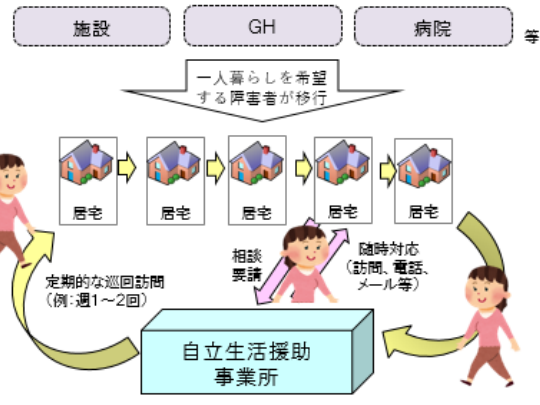 施設
GH
病院
等
一人暮らしを希望
する障害者が移行
居宅
居宅
居宅
居宅
居宅
定期的な巡回訪問
（例：週1～2回）
相談
要請
随時対応
（訪問、電話、
メール等）
自立生活援助
事業所